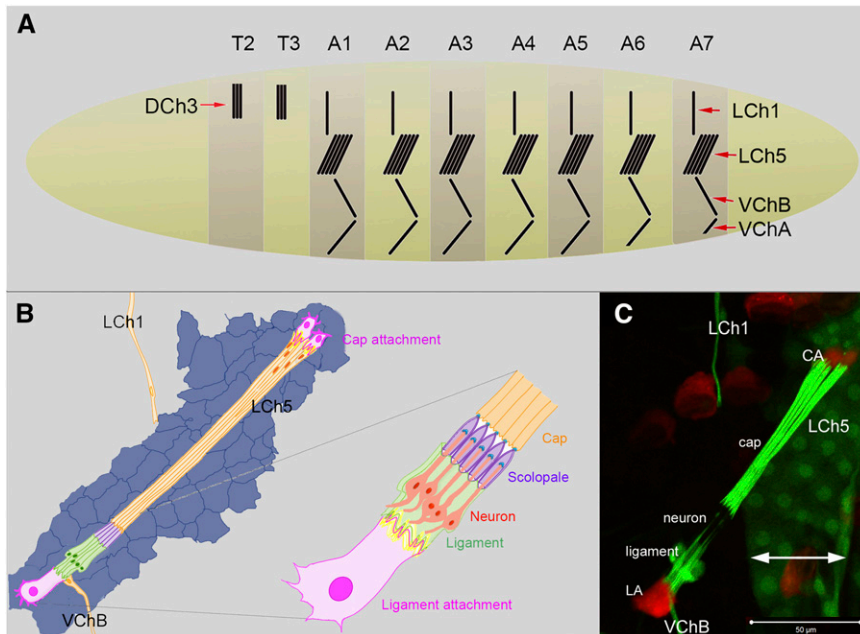 A
T2 T3 A1 A2 A3 A4 A5 A6 A7
DCh3
LCh1
LCh5
VChB
VChA
B
LCh1
Cap attachment
LCh5
Cap
Scolopale
Neuron
Ligament
Ligament attachment
VChB
C
LCh1
CA
LCh5
cap
neuron
ligament
LA
VChB
50 µm